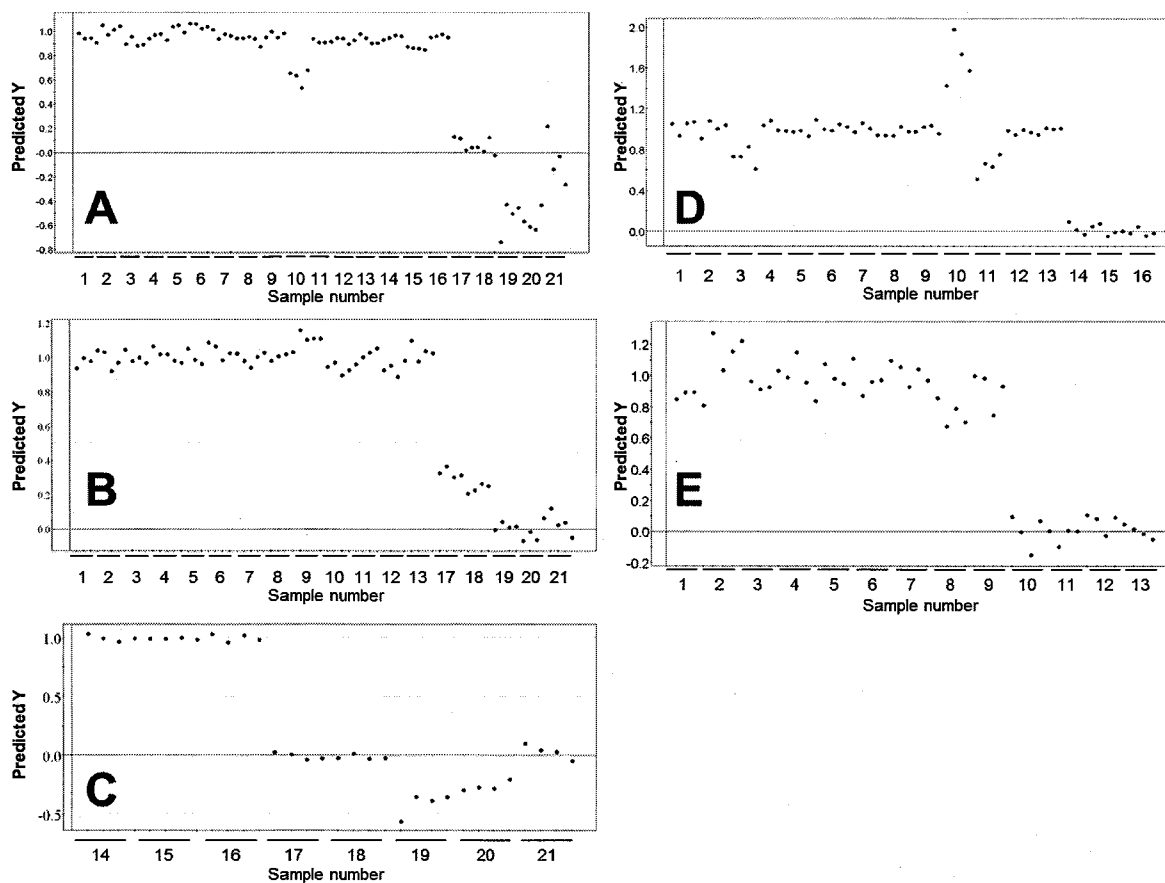 Predicted Y
1.0
0.8
0.6
0.4
0.2
-0.0
-0.2
-0.4
-0.6
-0.8
A
1 2 3 4 5 6 7 8 9 10 11 12 13 14 15 16 17 18 19 20 21
Sample number
Predicted Y
1.2
1.0
0.8
0.6
0.4
0.2
0.0
B
1 2 3 4 5 6 7 8 9 10 11 12 13 17 18 19 20 21
Sample number
Predicted Y
1.0
0.5
0.0
-0.5
C
14 15 16 17 18 19 20 21
Sample number
Predicted Y
2.0
1.6
1.2
0.8
0.4
0.0
D
1 2 3 4 5 6 7 8 9 10 11 12 13 14 15 16
Sample number
Predicted Y
1.2
1.0
0.8
0.6
0.4
0.2
0.0
-0.2
E
1 2 3 4 5 6 7 8 9 10 11 12 13
Sample number